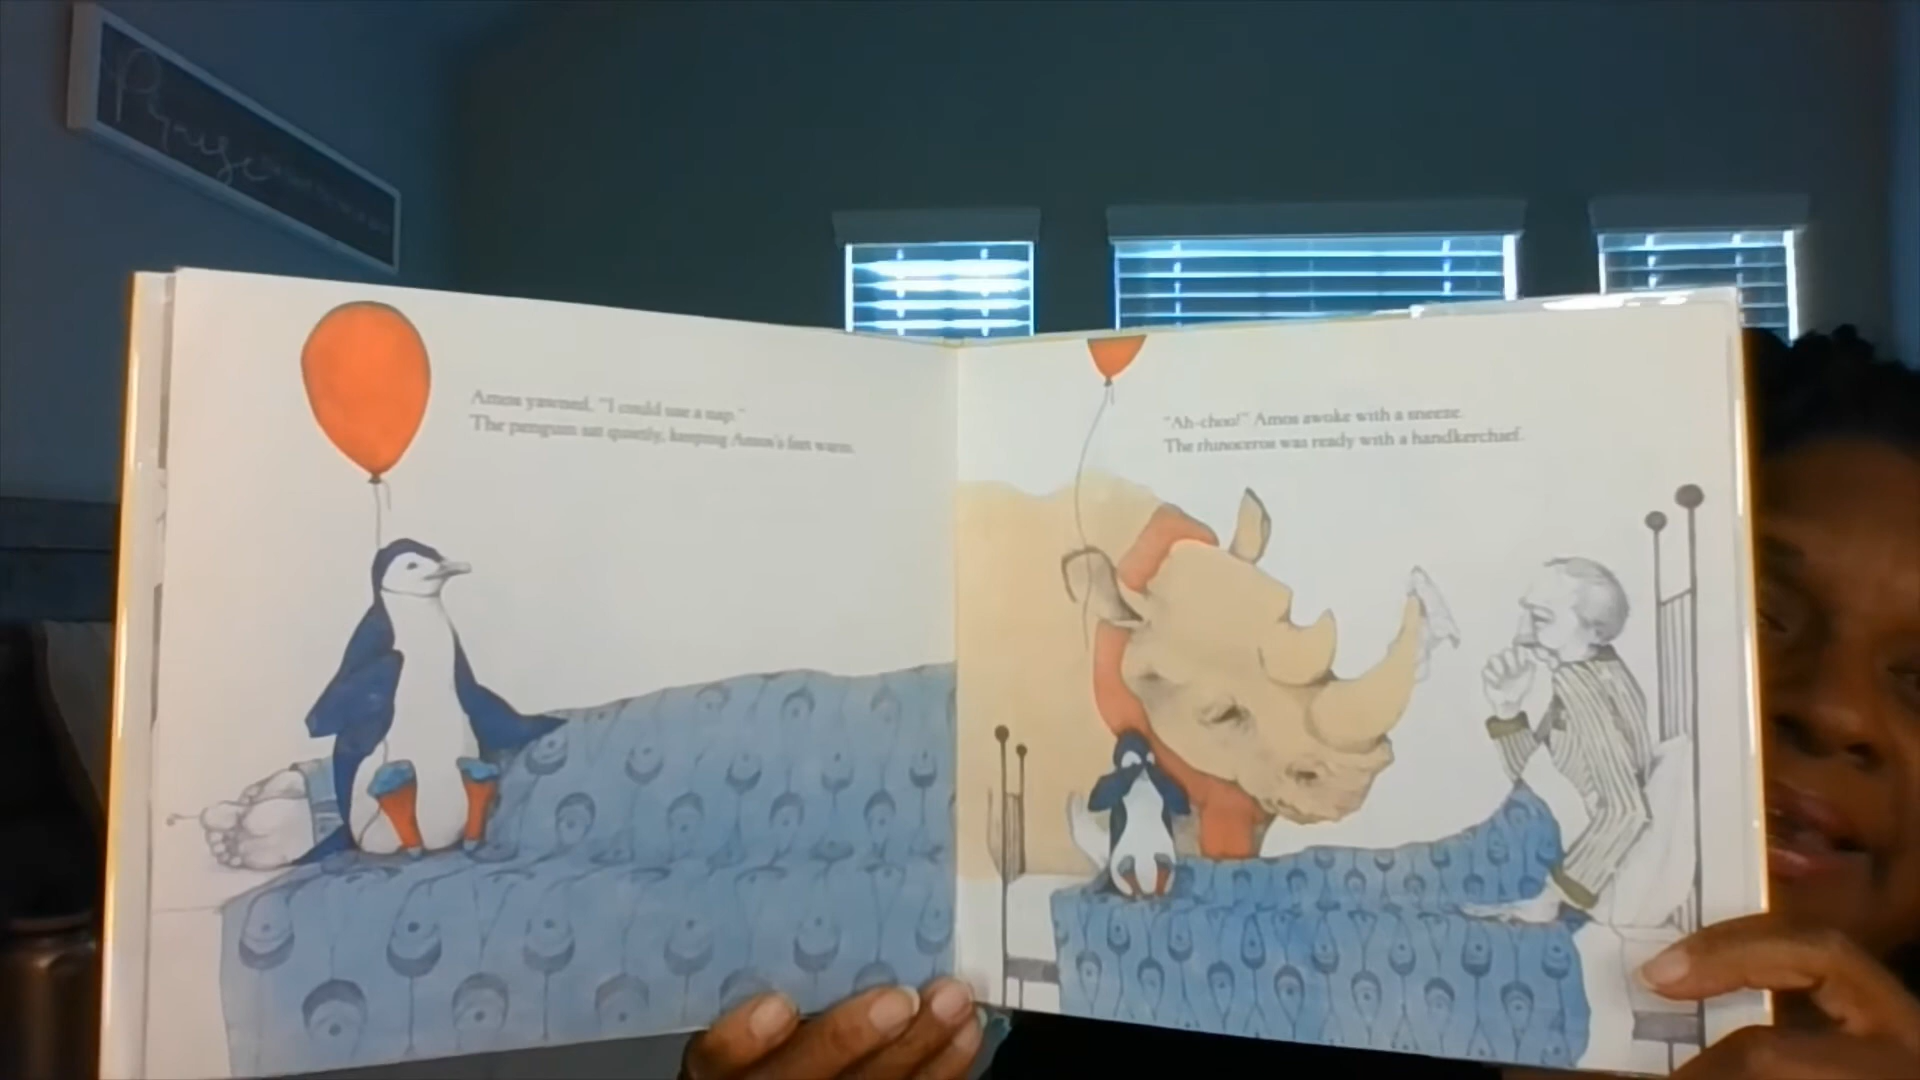 Praise
Amos yawned. "I could use a nap."
The penguin sat quietly, keeping Amos's feet warm.
"Ah-choo!" Amos awoke with a sneeze.
The rhinoceros was ready with a handkerchief.